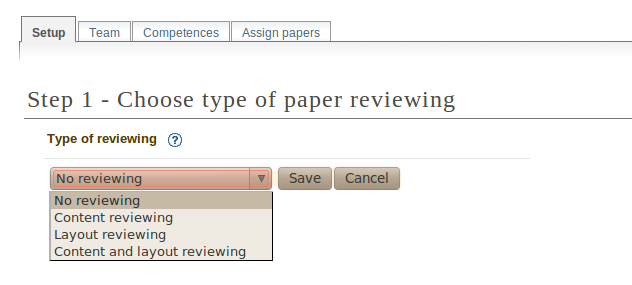 Setup Team Competences Assign papers
Step 1 - Choose type of paper reviewing
Type of reviewing ?
No reviewing Save Cancel
No reviewing
Content reviewing
Layout reviewing
Content and layout reviewing